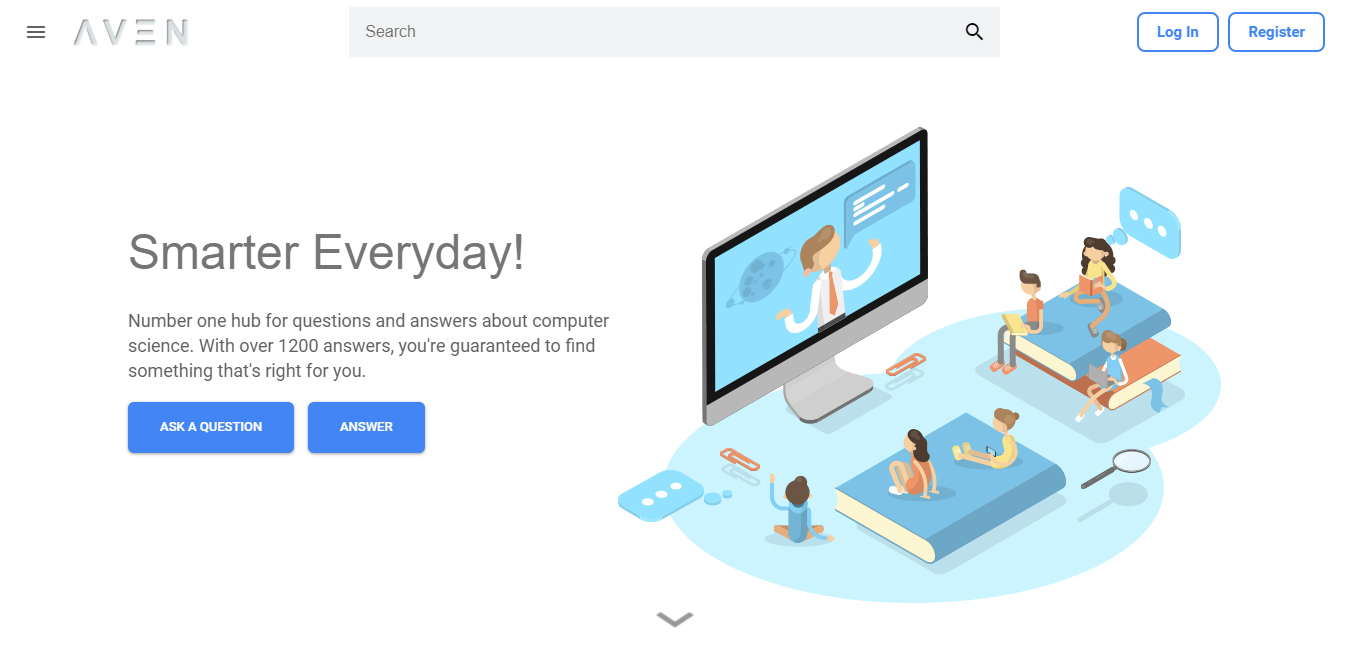 AVEN
Search
Log In
Register
Smarter Everyday!
Number one hub for questions and answers about computer
science. With over 1200 answers, you're guaranteed to find
something that's right for you.
ASK A QUESTION
ANSWER